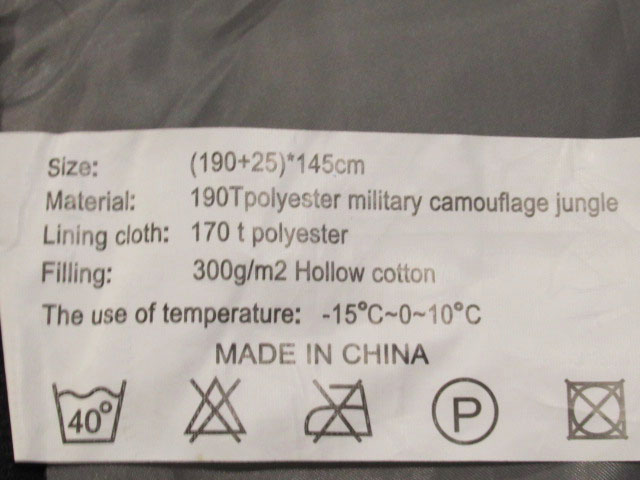 Size: (190+25)*145cm
Material: 190Tpolyester military camouflage jungle
Lining cloth: 170 t polyester
Filling: 300g/m2 Hollow cotton
The use of temperature: -15°C~0~10°C
MADE IN CHINA
40° P